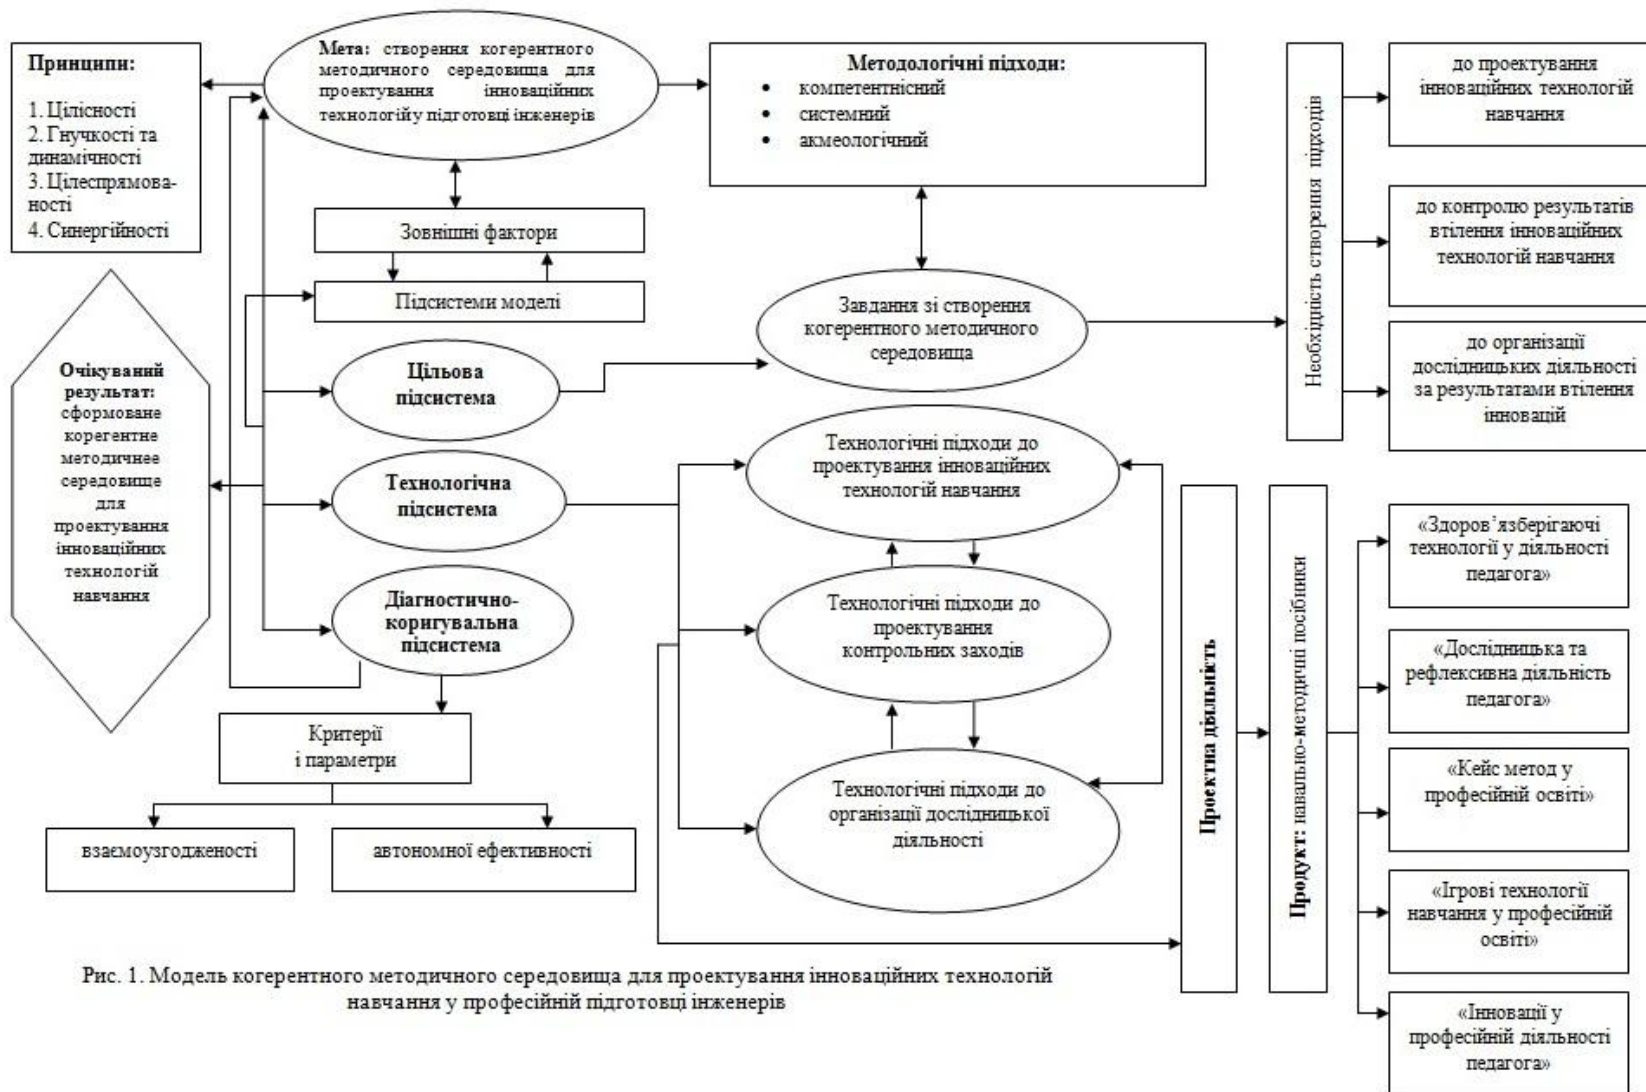 Принципи:
1. Цілісності
2. Гнучкості та
динамічності
3. Цілеспрямова-
ності
4. Синергійності
Мета: створення когерентного
методичного середовища для
проектування інноваційних
технологій у підготовці інженерів
Методологічні підходи:
• компетентнісний
• системний
• акмеологічний
Необхідність створення підходів
до проектування
інноваційних технологій
навчання
до контролю результатів
втілення інноваційних
технологій навчання
до організації
дослідницьких діяльності
за результатами втілення
інновацій
Зовнішні фактори
Підсистеми моделі
Завдання зі створення
когерентного методичного
середовища
Очікуваний
результат:
сформоване
корегентне
методичнее
середовище
для
проектування
інноваційних
технологій
навчання
Цільова
підсистема
Технологічна
підсистема
Діагностично-
коригувальна
підсистема
Критерії
і параметри
взаємоузгодженості
автономної ефективності
Технологічні підходи до
проектування інноваційних
технологій навчання
Технологічні підходи до
проектування
контрольних заходів
Технологічні підходи до
організації дослідницької
діяльності
Проектна діяльність
Продукт: навально-методичні посібники
«Здоров’язберігаючі
технології у діяльності
педагога»
«Дослідницька та
рефлексивна діяльність
педагога»
«Кейс метод у
професійній освіті»
«Ігрові технології
навчання у професійній
освіті»
«Інновації у
професійній діяльності
педагога»
Рис. 1. Модель когерентного методичного середовища для проектування інноваційних технологій
навчання у професійній підготовці інженерів